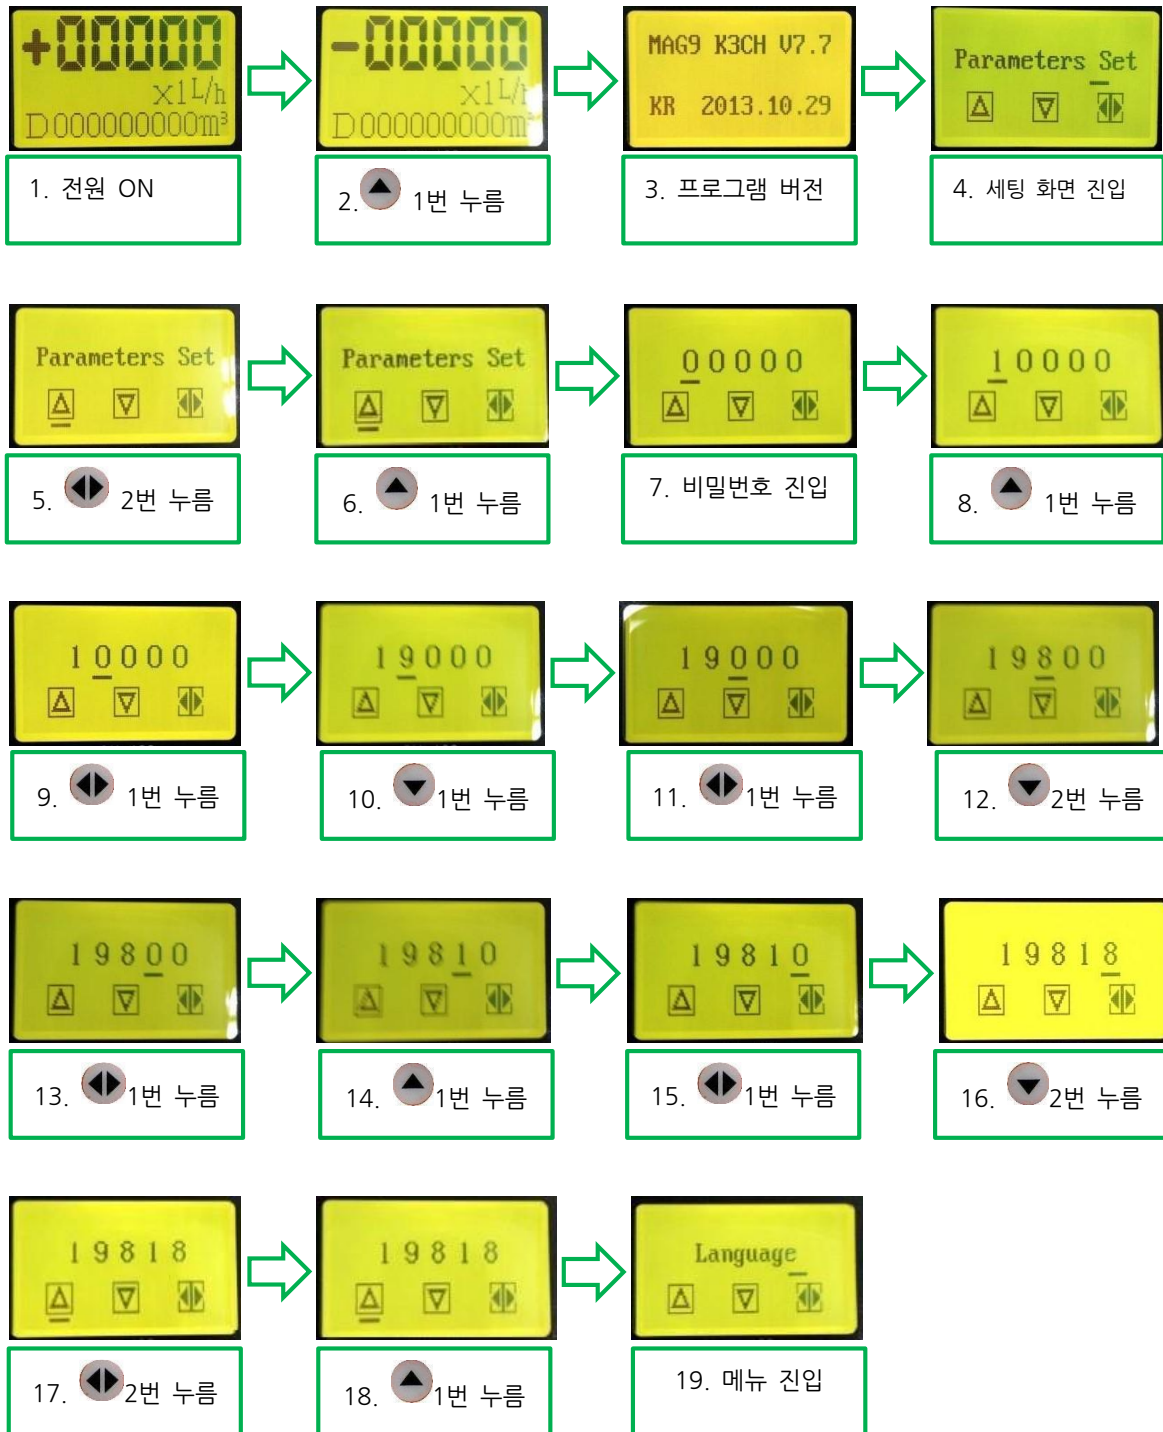 +00000
x1L/h
D000000000m³
-00000
x1L/h
D000000000m³
MAG9 K3CH V7.7
KR 2013.10.29
Parameters Set
1. 전원 ON
2. 1번 누름
3. 프로그램 버전
4. 세팅 화면 진입
Parameters Set
Parameters Set
00000
10000
5. 2번 누름
6. 1번 누름
7. 비밀번호 진입
8. 1번 누름
10000
19000
19000
19800
9. 1번 누름
10. 1번 누름
11. 1번 누름
12. 2번 누름
19800
19810
19810
19818
13. 1번 누름
14. 1번 누름
15. 1번 누름
16. 2번 누름
19818
19818
Language
17. 2번 누름
18. 1번 누름
19. 메뉴 진입